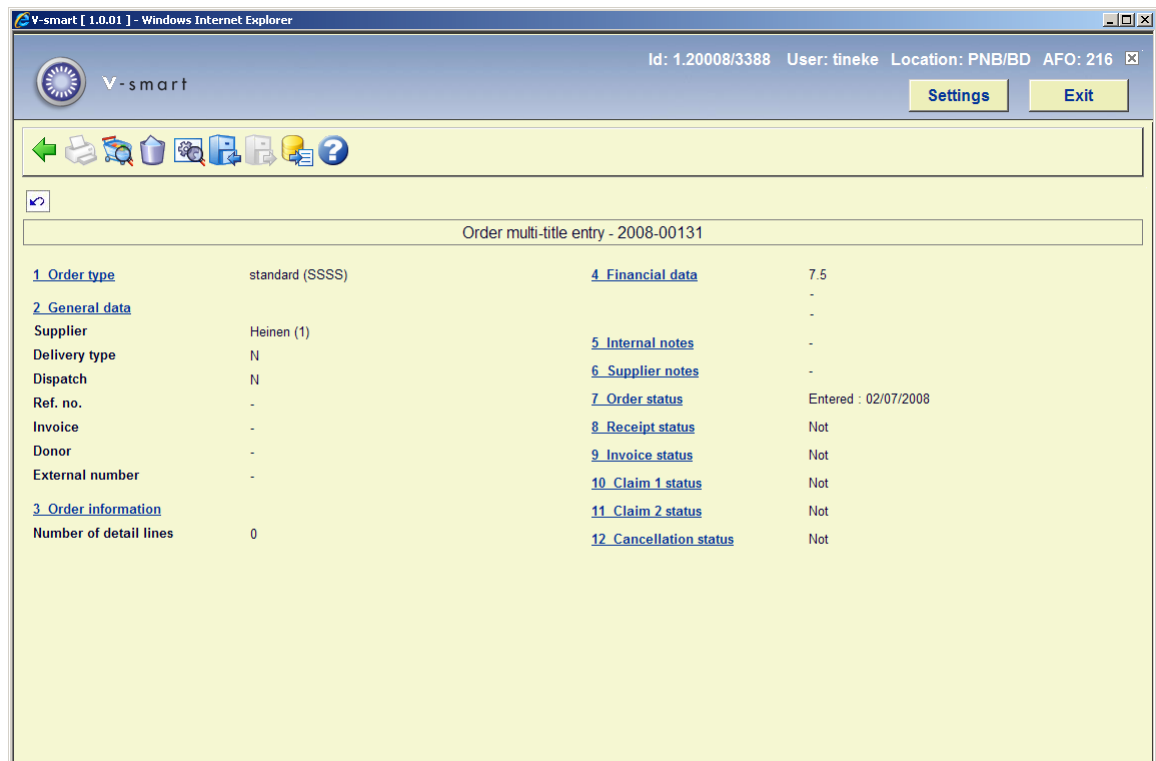 V-smart [ 1.0.01 ] - Windows Internet Explorer
Id: 1.20008/3388 User: tineke Location: PNB/BD AFO: 216
V-smart
Settings Exit
Order multi-title entry - 2008-00131
1 Order type standard (SSSS)
2 General data
Supplier Heinen (1)
Delivery type N
Dispatch N
Ref. no. -
Invoice -
Donor -
External number -
3 Order information
Number of detail lines 0
4 Financial data 7.5
-
-
5 Internal notes -
6 Supplier notes -
7 Order status Entered : 02/07/2008
8 Receipt status Not
9 Invoice status Not
10 Claim 1 status Not
11 Claim 2 status Not
12 Cancellation status Not